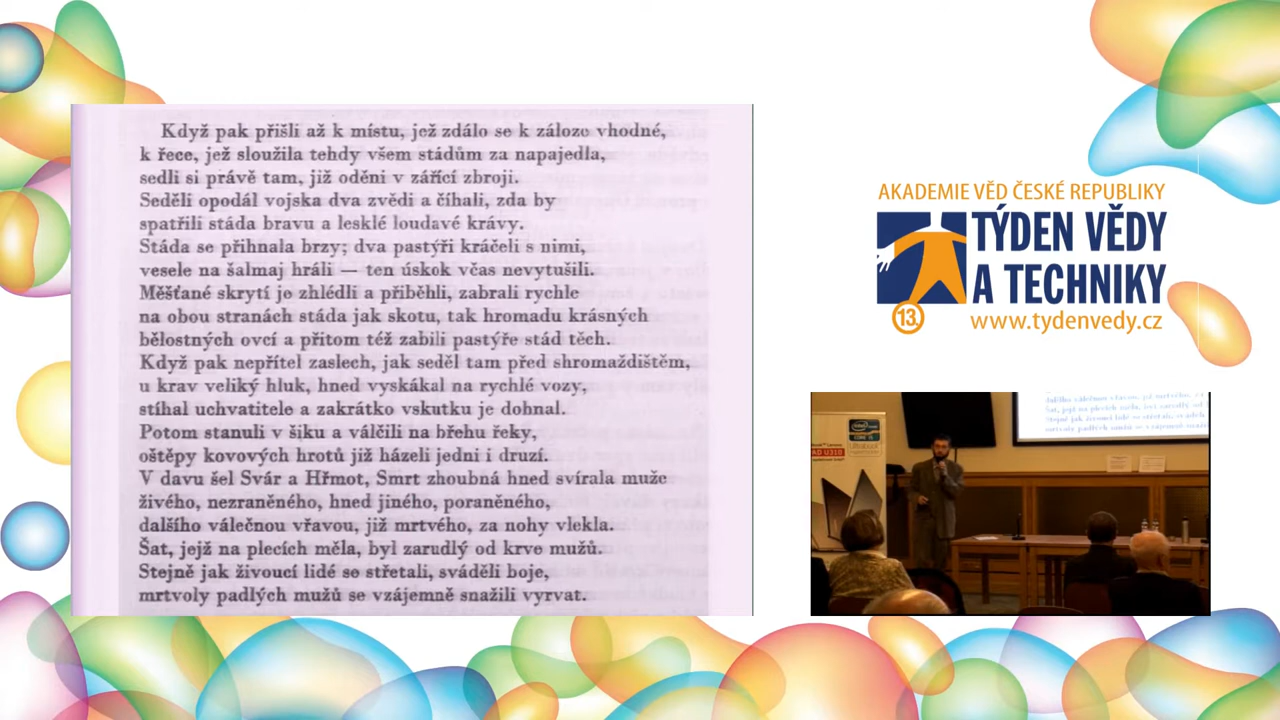 Když pak přišli až k místu, jež zdálo se k záloze vhodné,
k řece, jež sloužila tehdy všem stádům za napajedla,
sedli si právě tam, již oděni v zářící zbroji.
Seděli opodál vojska dva zvědi a číhali, zda by
spatřili stáda bravu a lesklé loudavé krávy.
Stáda se přihnala brzy; dva pastýři kráčeli s nimi,
vesele na šalmaj hráli — ten úskok včas nevytušili.
Měšťané skrytí je zhlédli a přiběhli, zabrali rychle
na obou stranách stáda jak skotu, tak hromadu krásných
bělostných ovcí a přitom též zabili pastýře stád těch.
Když pak nepřítel zaslech, jak seděl tam před shromaždištěm,
u krav veliký hluk, hned vyskákal na rychlé vozy,
stíhal uchvatitele a zakrátko vskutku je dohnal.
Potom stanuli v šiku a svár na březích řeky,
oštěpy kovových hrotů již házeli jedni i druzí.
V davu šel Svár a Hřmot, Smrt zhoubná hned svírala muže
živého, nezraněného, hned jiného, poraněného,
dalšího válečnou vřavou, již mrtvého, za nohy vlekla.
Šat, jejž na plecích měla, byl zarudlý od krve mužů.
Stejně jak živoucí lidé se střetali, sváděli boje,
mrtvoly padlých mužů se vzájemně snažili vyrvat.
AKADEMIE VĚD ČESKÉ REPUBLIKY
TÝDEN VĚDY
A TECHNIKY
13.
www.tydenvedy.cz